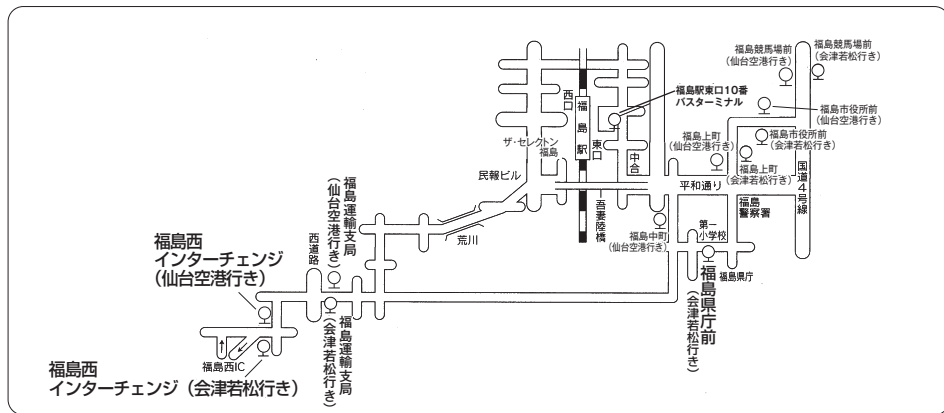 福島競馬場前
(仙台空港行き)
福島競馬場前
(会津若松行き)
福島駅東口10番
バスターミナル
福島市役所前
(仙台空港行き)
福島市役所前
(会津若松行き)
福島上町
(仙台空港行き)
福島上町
(会津若松行き)
西口
福島駅
東口
中合
ザ・セレクトン
福島
民報ビル
平和通り
国道4号線
福島
警察署
吾妻陸橋
福島中町
(仙台空港行き)
第一
小学校
福島県庁
福島県庁前
(会津若松行き)
荒川
西道路
福島運輸支局
(仙台空港行き)
福島運輸支局
(会津若松行き)
福島西
インターチェンジ
(仙台空港行き)
福島西IC
福島西
インターチェンジ(会津若松行き)